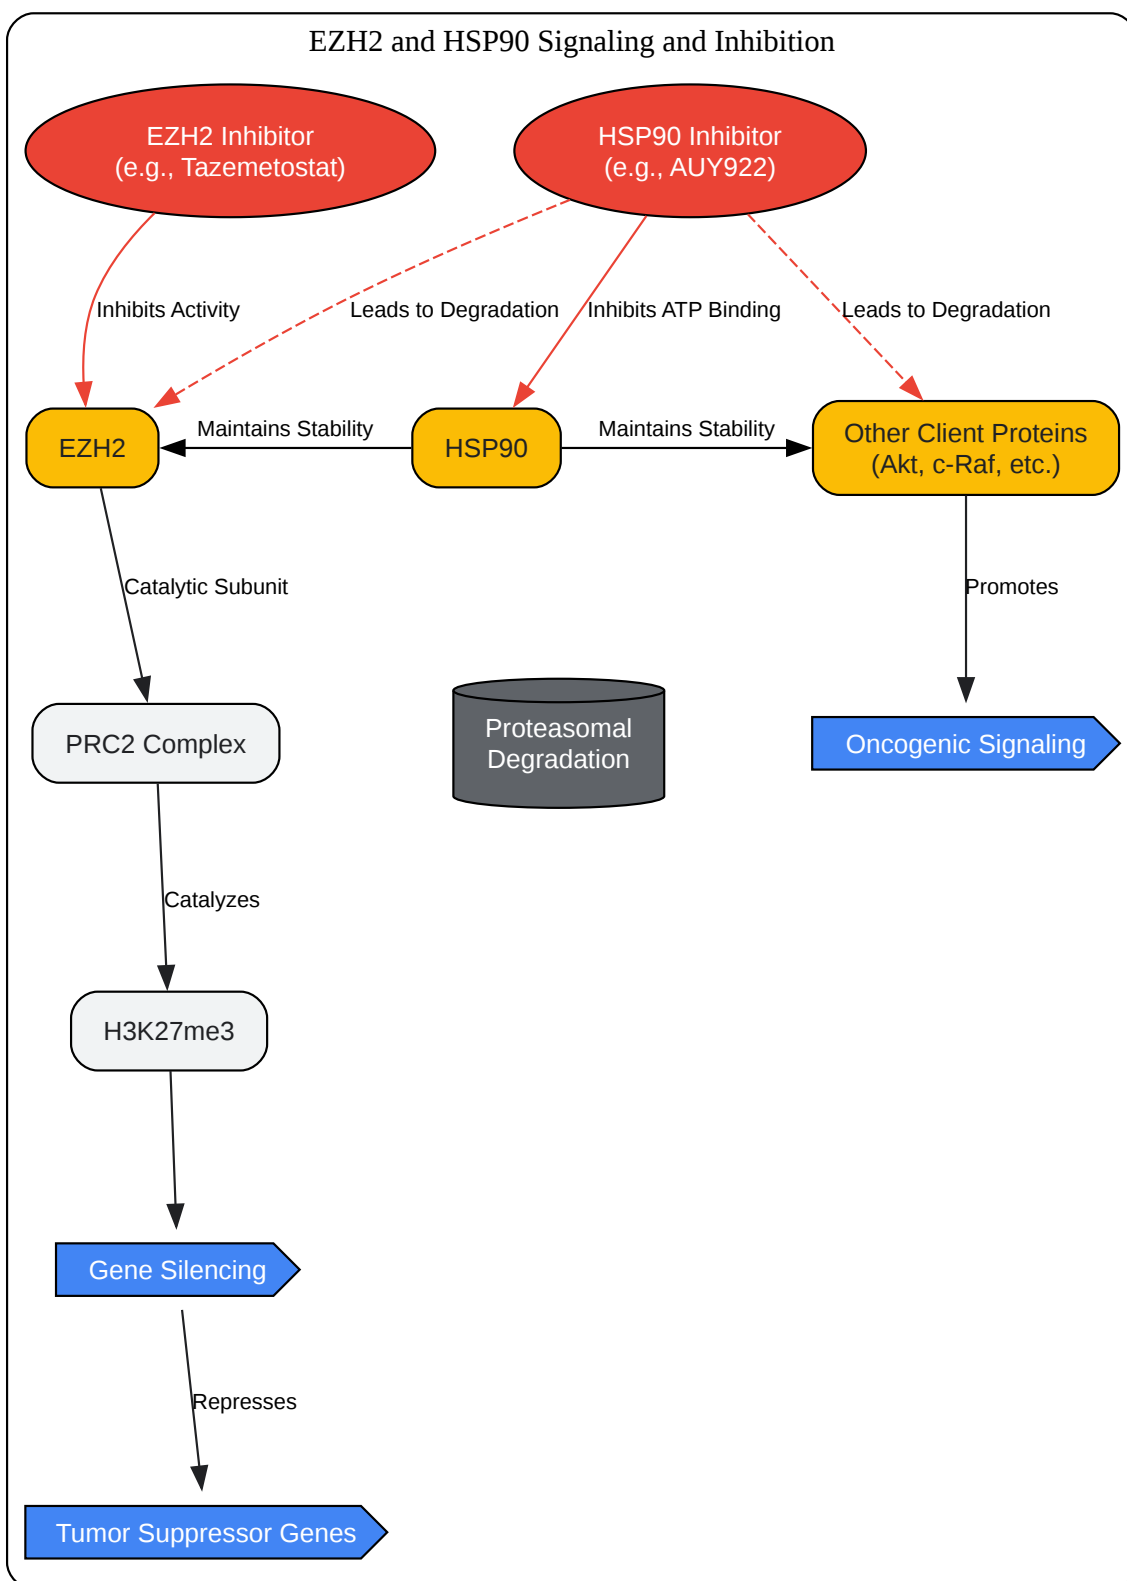 EZH2 and HSP90 Signaling and Inhibition
EZH2 Inhibitor
(e.g., Tazemetostat)
HSP90 Inhibitor
(e.g., AUY922)
Inhibits Activity
Leads to Degradation
Inhibits ATP Binding
Leads to Degradation
EZH2
Maintains Stability
HSP90
Maintains Stability
Other Client Proteins
(Akt, c-Raf, etc.)
Catalytic Subunit
Promotes
PRC2 Complex
Proteasomal
Degradation
Oncogenic Signaling
Catalyzes
H3K27me3
Gene Silencing
Represses
Tumor Suppressor Genes